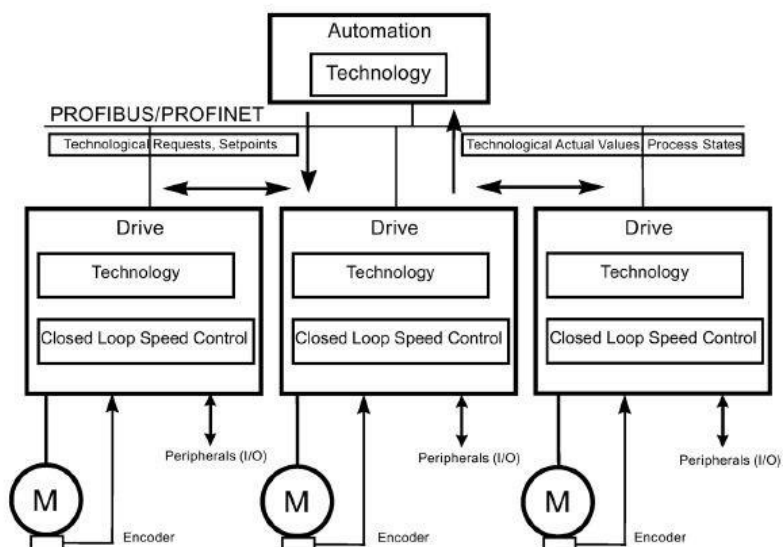 Automation
Technology
PROFIBUS/PROFINET
Technological Requests, Setpoints
Technological Actual Values, Process States
Drive
Technology
Closed Loop Speed Control
Drive
Technology
Closed Loop Speed Control
Drive
Technology
Closed Loop Speed Control
Peripherals (I/O)
Peripherals (I/O)
Peripherals (I/O)
M
M
M
Encoder
Encoder
Encoder